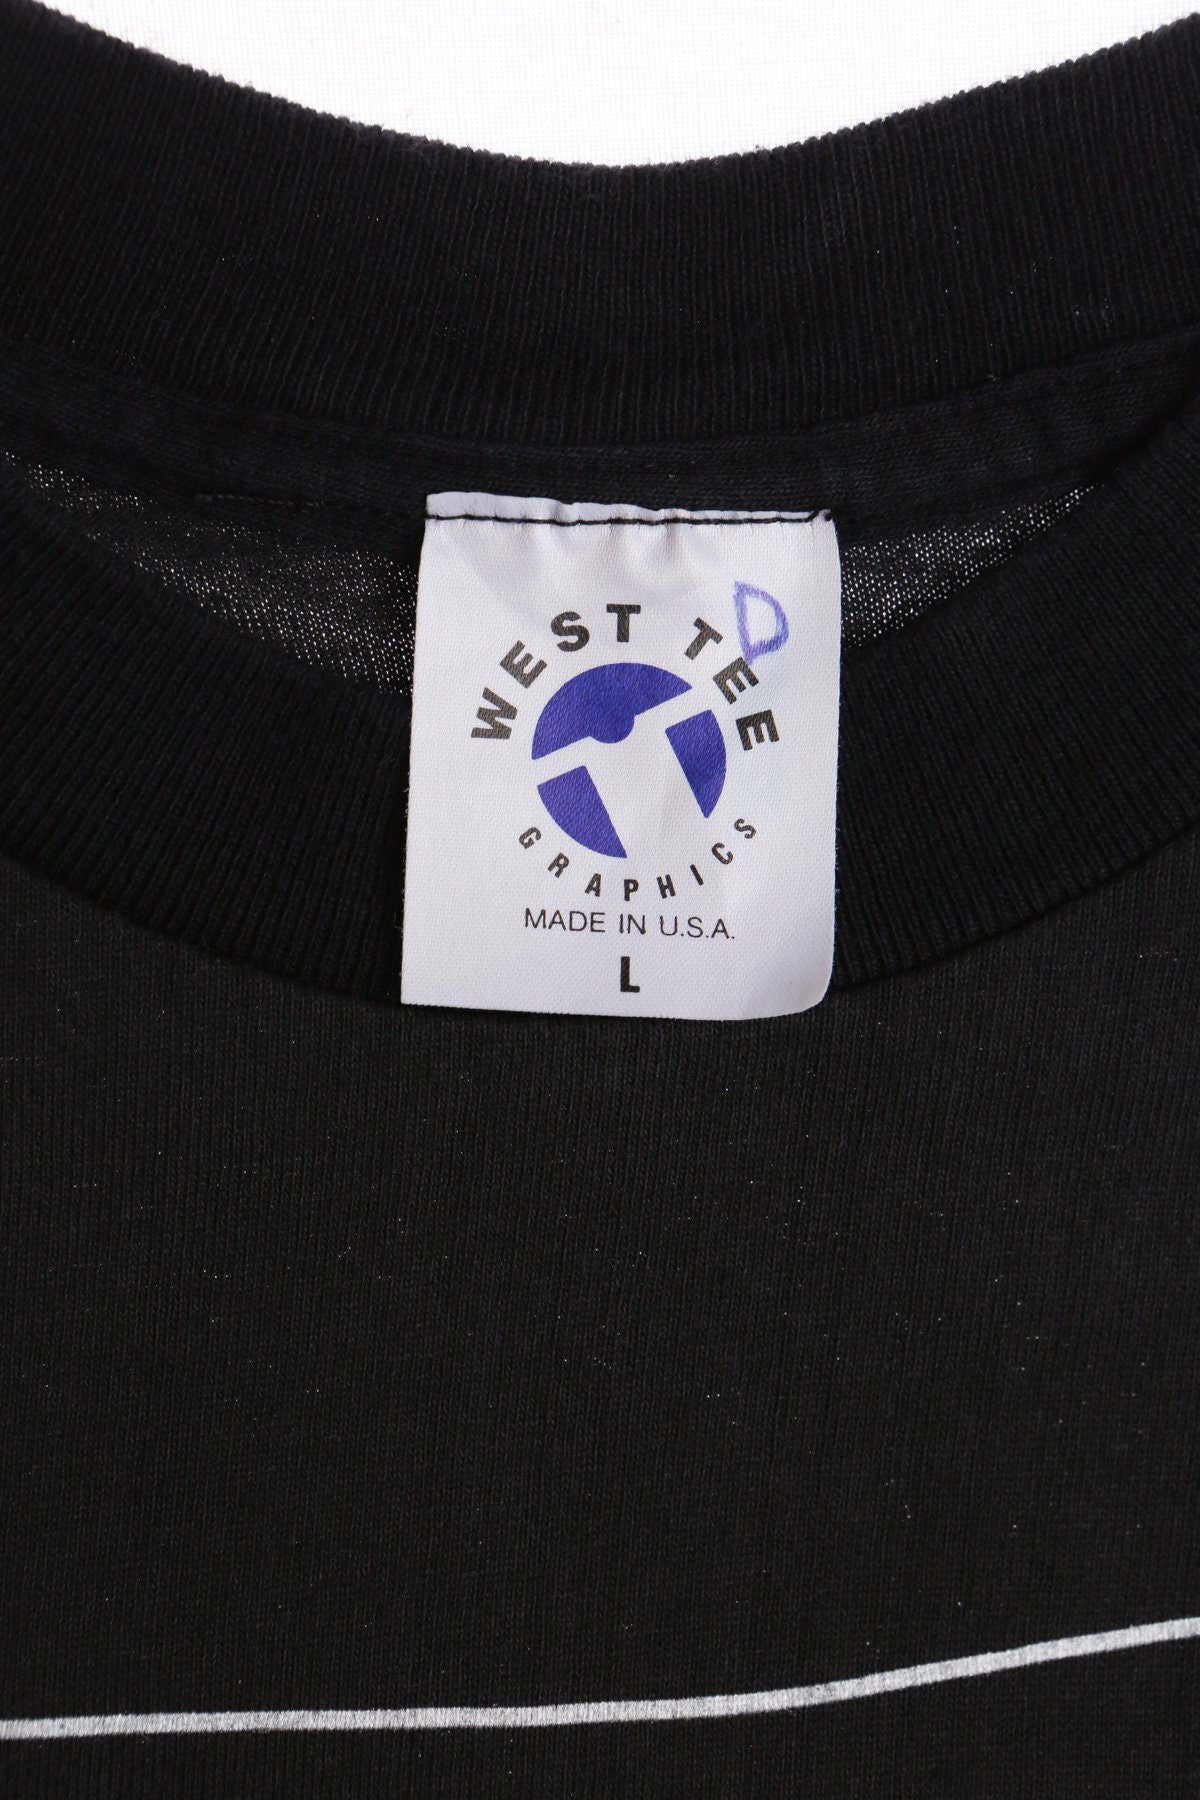 WEST TEE
D
GRAPHICS
MADE IN U.S.A.
L